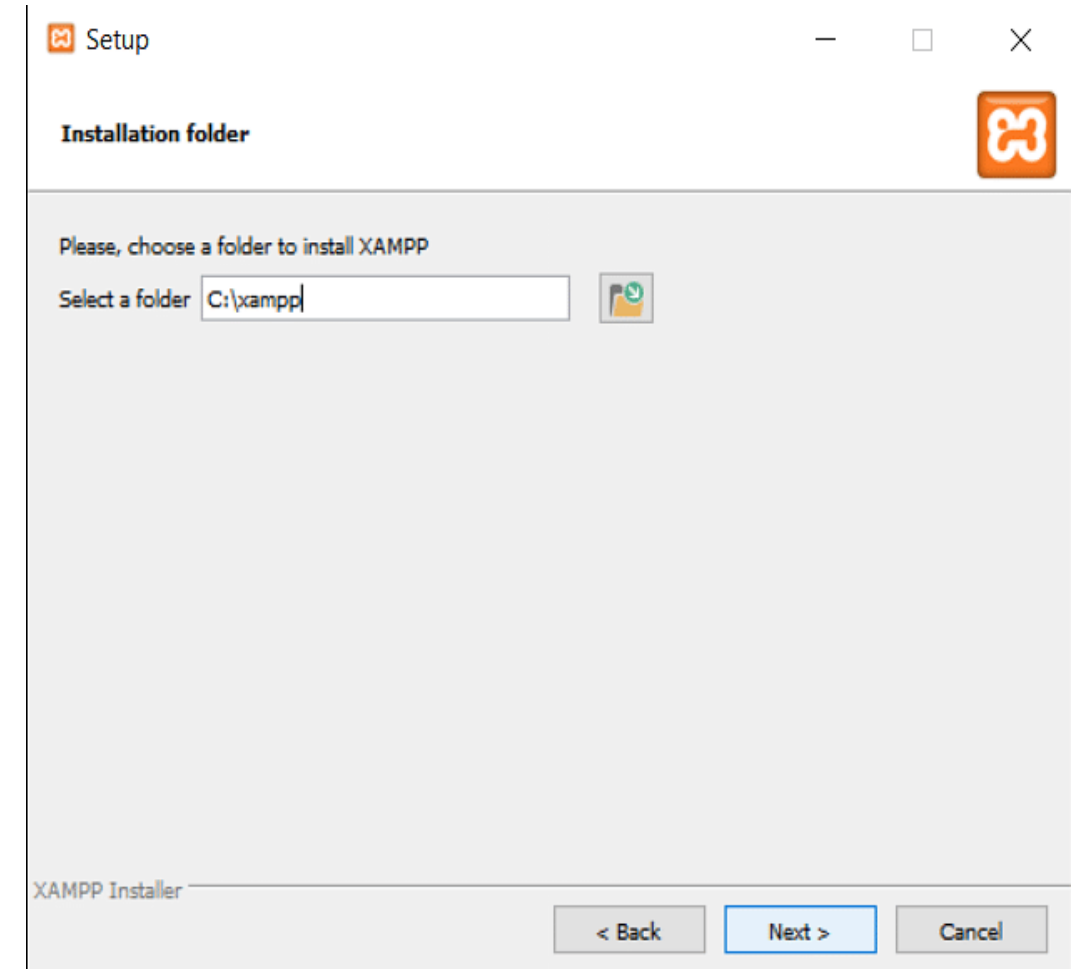 Setup
Installation folder
Please, choose a folder to install XAMPP
Select a folder C:\xampp
XAMPP Installer
< Back Next > Cancel